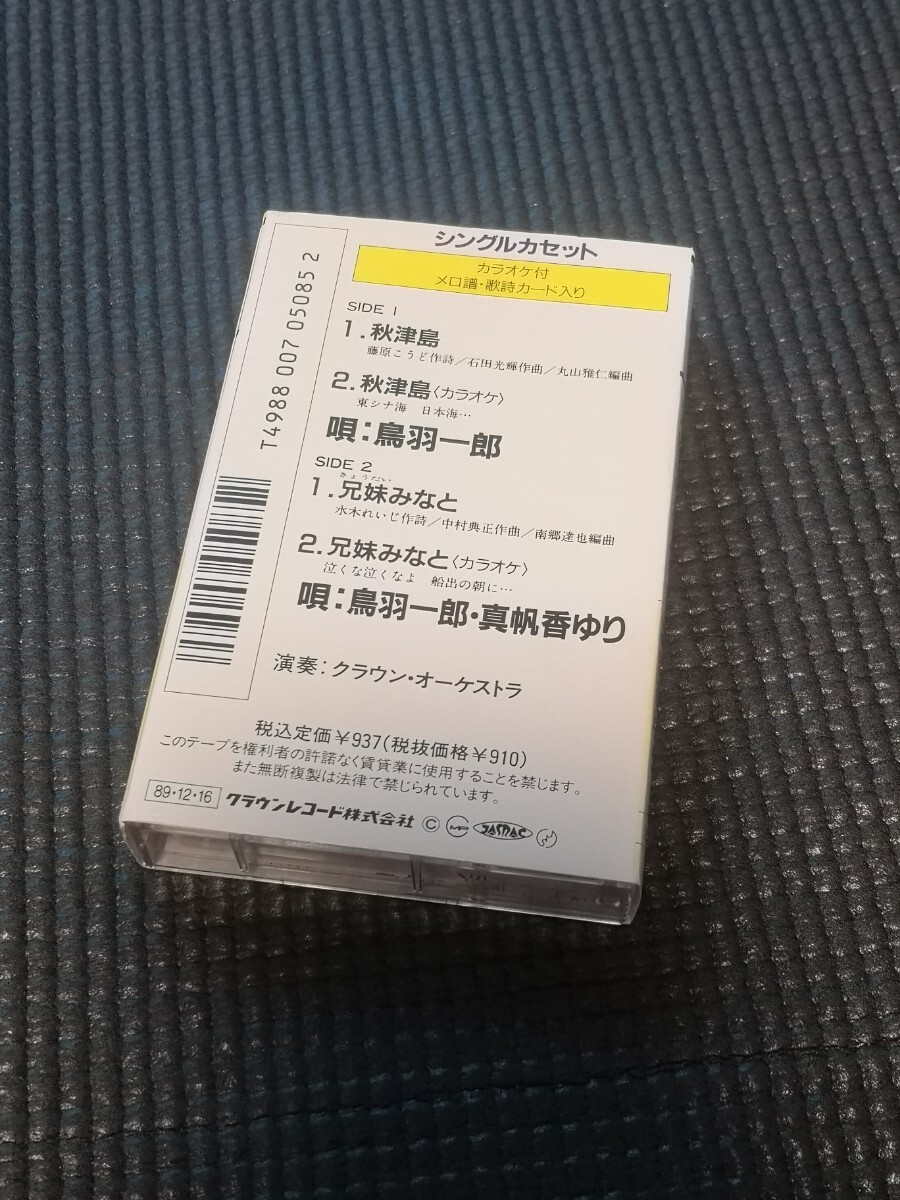 シングルカセット
カラオケ付
メロ譜・歌詩カード入り
T4988 007 05085 2
SIDE 1
1.秋津島
藤原こうど作詩／石田光輝作曲／丸山雅仁編曲
2.秋津島〈カラオケ〉
東シナ海 日本海…
唄：鳥羽一郎
SIDE 2
きょうだい
1.兄妹みなと
水木れいじ作詩／中村典正作曲／南郷達也編曲
2.兄妹みなと〈カラオケ〉
泣くな泣くなよ 船出の朝に…
唄：鳥羽一郎・真帆香ゆり
演奏：クラウン・オーケストラ
税込定価¥937(税抜価格¥910)
このテープを権利者の許諾なく賃貸業に使用することを禁じます。
また無断複製は法律で禁じられています。
89・12・16 クラウンレコード株式会社 Ⓒ JASRAC